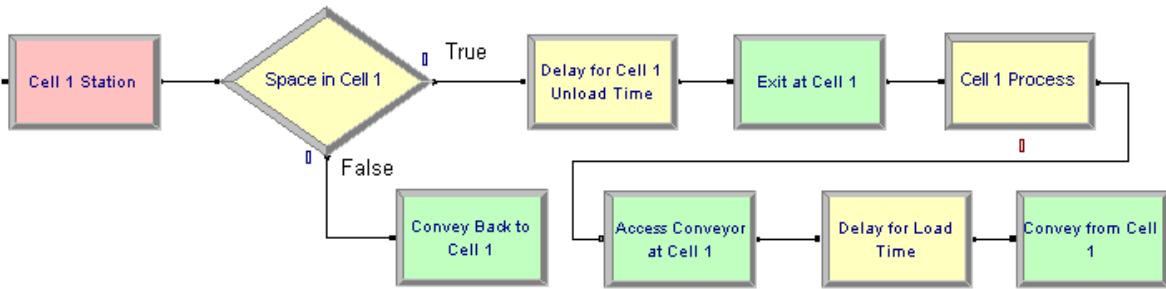 Cell 1 Station
Space in Cell 1
True
False
Delay for Cell 1
Unload Time
Exit at Cell 1
Cell 1 Process
Convey Back to
Cell 1
Access Conveyor
at Cell 1
Delay for Load
Time
Convey from Cell
1